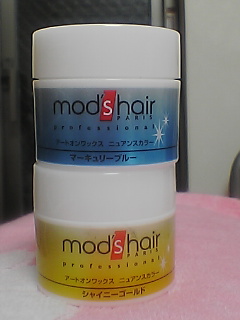 mod's hair
PARIS
professional
アートオンワックス ニュアンスカラー
マーキュリーブルー
mod's hair
PARIS
professional
アートオンワックス ニュアンスカラー
シャイニーゴールド